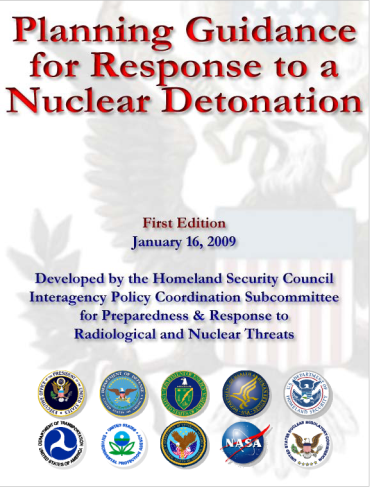 Planning Guidance
for Response to a
Nuclear Detonation
First Edition
January 16, 2009
Developed by the Homeland Security Council
Interagency Policy Coordination Subcommittee
for Preparedness & Response to
Radiological and Nuclear Threats
NASA